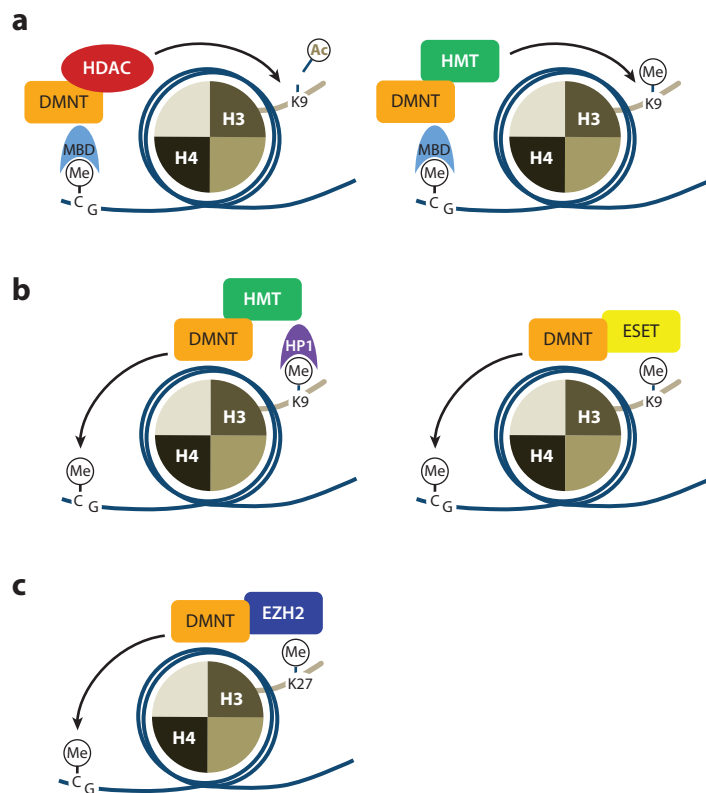 a
HDAC
DMNT
MBD
Me
C
G
H3
H4
Ac
K9
HMT
DMNT
MBD
Me
C
G
H3
H4
Me
K9
b
HMT
DMNT
HP1
Me
K9
H3
H4
Me
C
G
DMNT
ESET
Me
K9
H3
H4
Me
C
G
c
DMNT
EZH2
Me
K27
H3
H4
Me
C
G